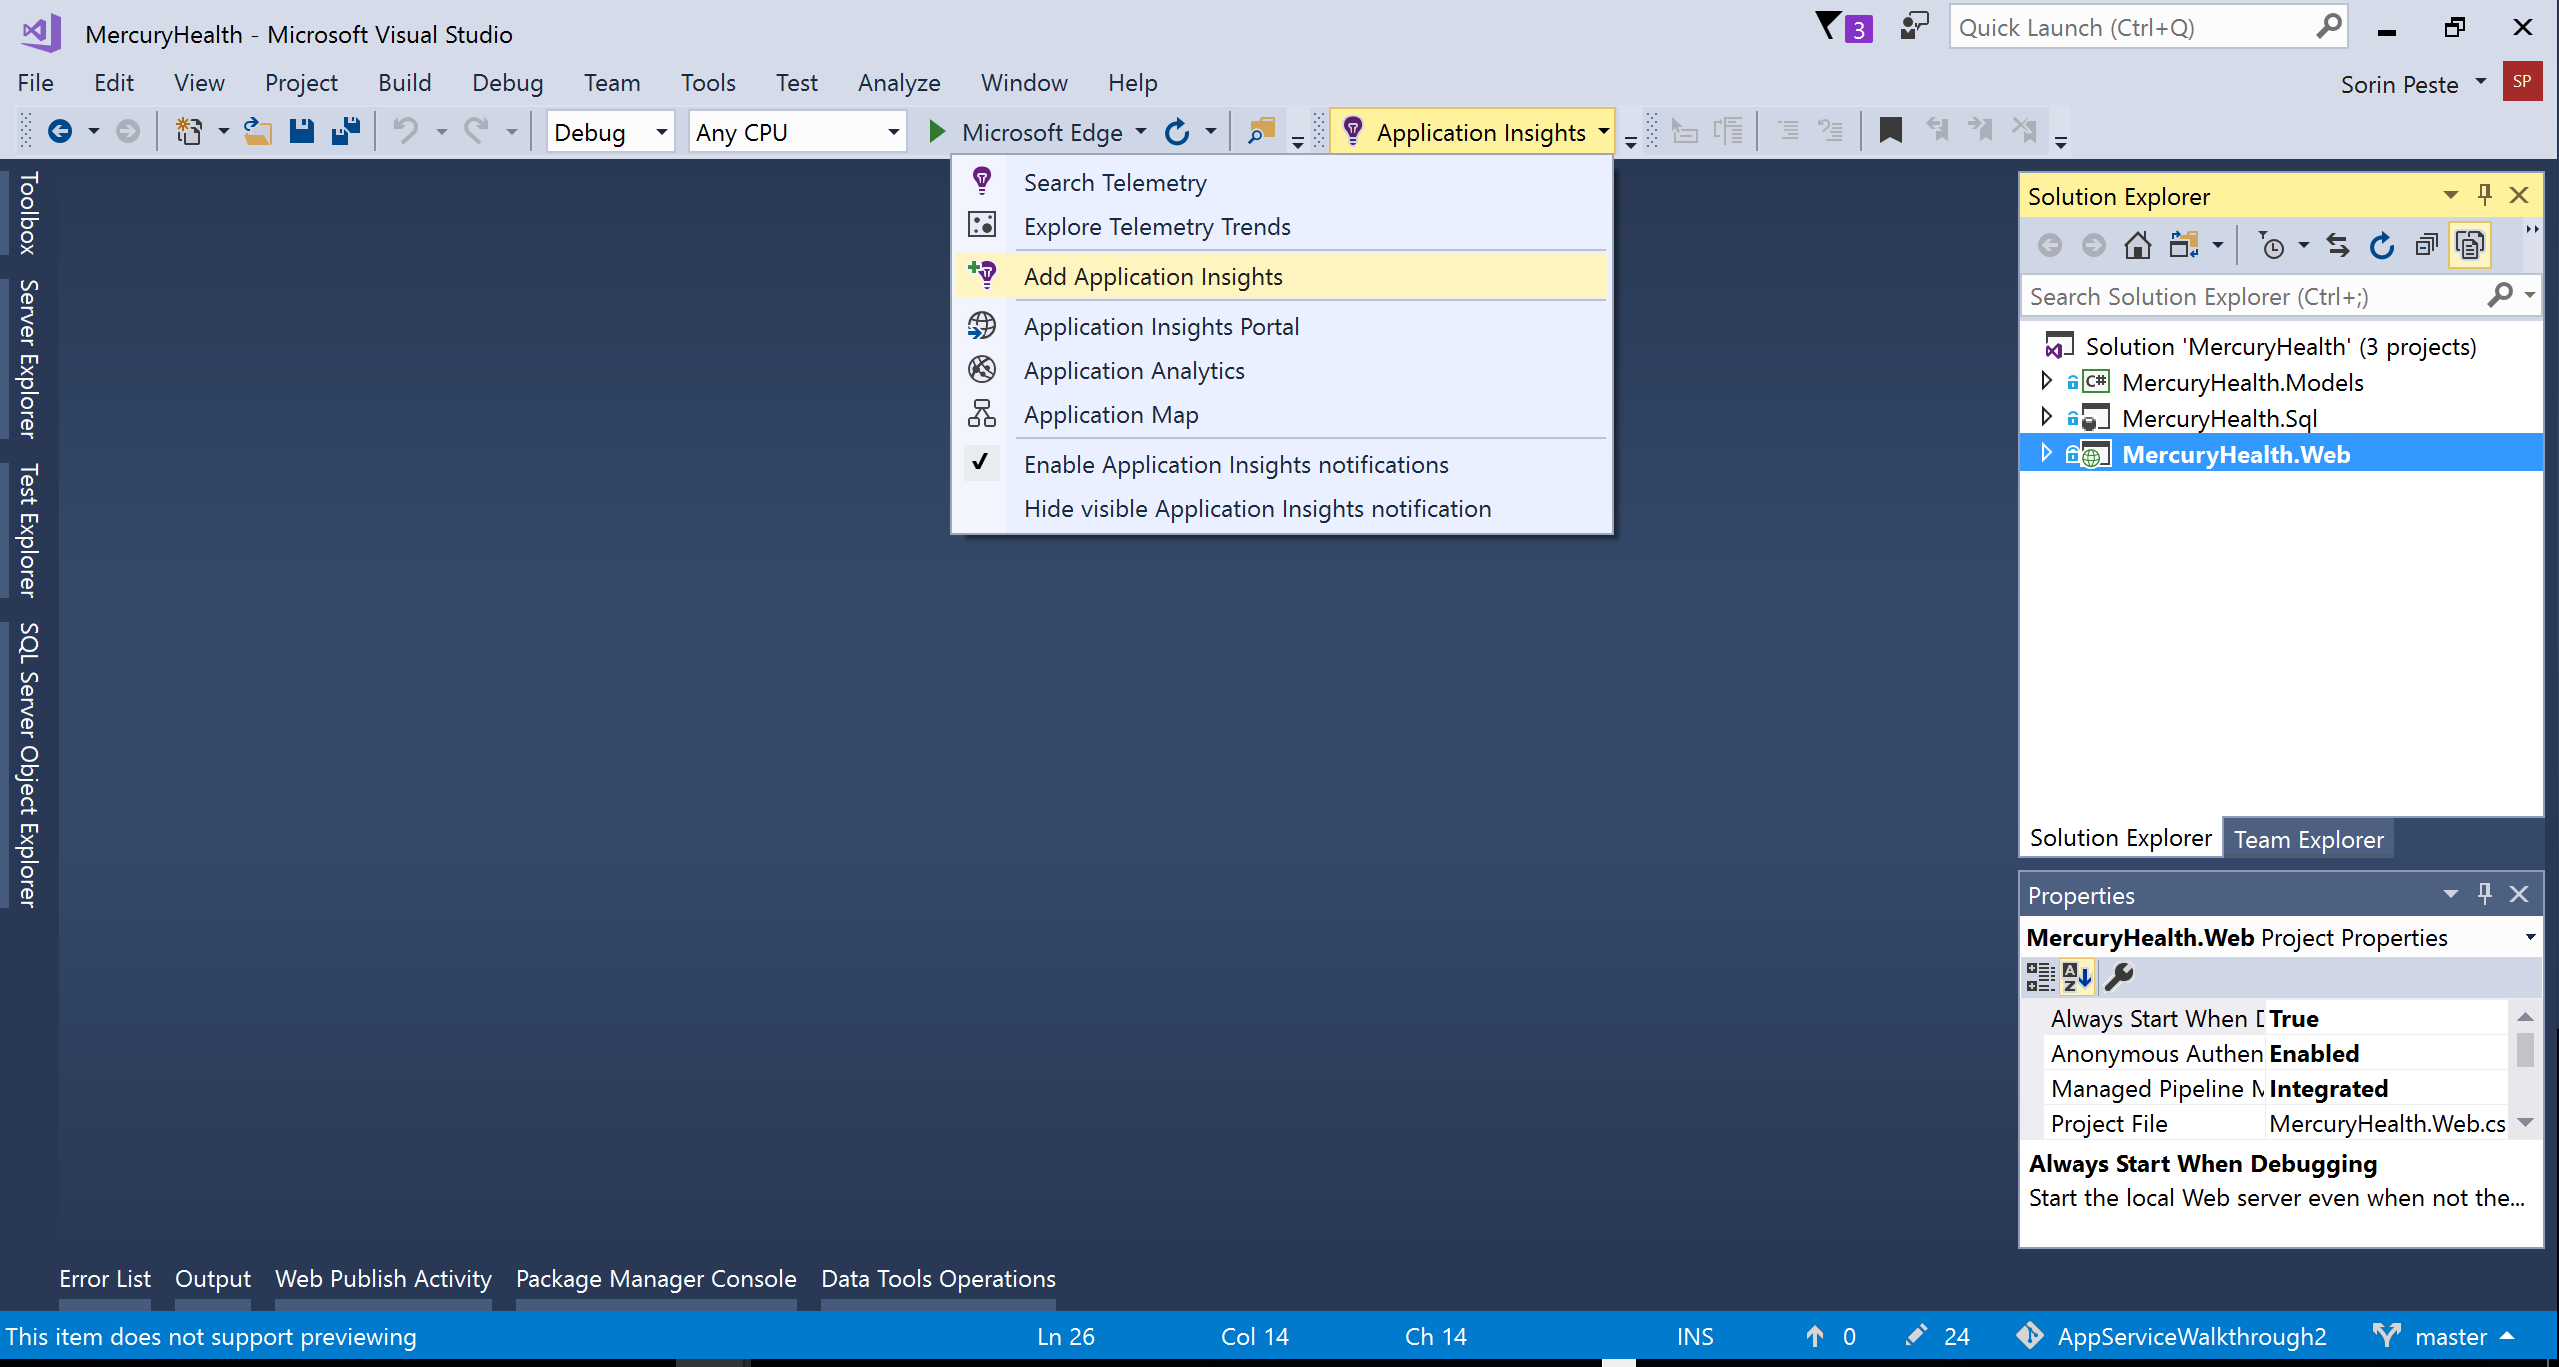 MercuryHealth - Microsoft Visual Studio
3
Quick Launch (Ctrl+Q)
File Edit View Project Build Debug Team Tools Test Analyze Window Help
Sorin Peste
SP
Debug
Any CPU
Microsoft Edge
Application Insights
Search Telemetry
Explore Telemetry Trends
Add Application Insights
Application Insights Portal
Application Analytics
Application Map
Enable Application Insights notifications
Hide visible Application Insights notification
Toolbox
Server Explorer
Test Explorer
SQL Server Object Explorer
Solution Explorer
Search Solution Explorer (Ctrl+;)
Solution 'MercuryHealth' (3 projects)
C# MercuryHealth.Models
MercuryHealth.Sql
MercuryHealth.Web
Solution Explorer
Team Explorer
Properties
MercuryHealth.Web Project Properties
Always Start When D True
Anonymous Authen Enabled
Managed Pipeline M Integrated
Project File MercuryHealth.Web.cs
Always Start When Debugging
Start the local Web server even when not the...
Error List Output Web Publish Activity Package Manager Console Data Tools Operations
This item does not support previewing
Ln 26 Col 14 Ch 14 INS 0 24 AppServiceWalkthrough2 master